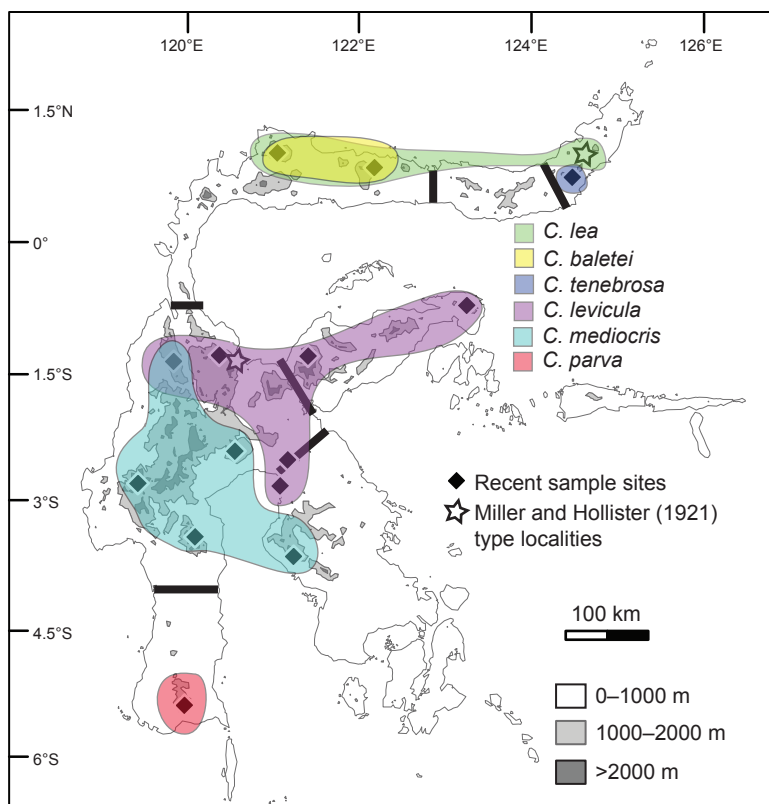 120°E 122°E 124°E 126°E
1.5°N
0°
1.5°S
3°S
4.5°S
6°S
C. lea
C. baletei
C. tenebrosa
C. levicula
C. mediocris
C. parva
Recent sample sites
Miller and Hollister (1921)
type localities
100 km
0–1000 m
1000–2000 m
>2000 m